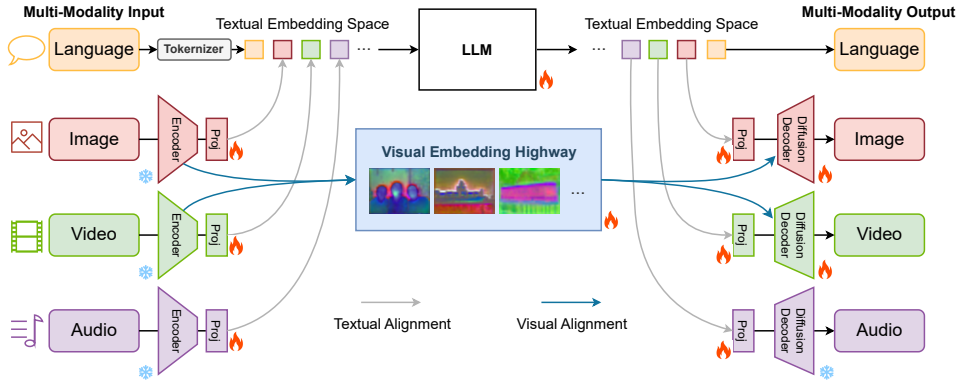 Multi-Modality Input
Textual Embedding Space
Textual Embedding Space
Multi-Modality Output
Language
Tokernizer
...
LLM
...
Language
Image
Encoder
Proj
Visual Embedding Highway
...
Proj
Diffusion
Decoder
Image
Video
Encoder
Proj
Proj
Diffusion
Decoder
Video
Audio
Encoder
Proj
Textual Alignment
Visual Alignment
Proj
Diffusion
Decoder
Audio